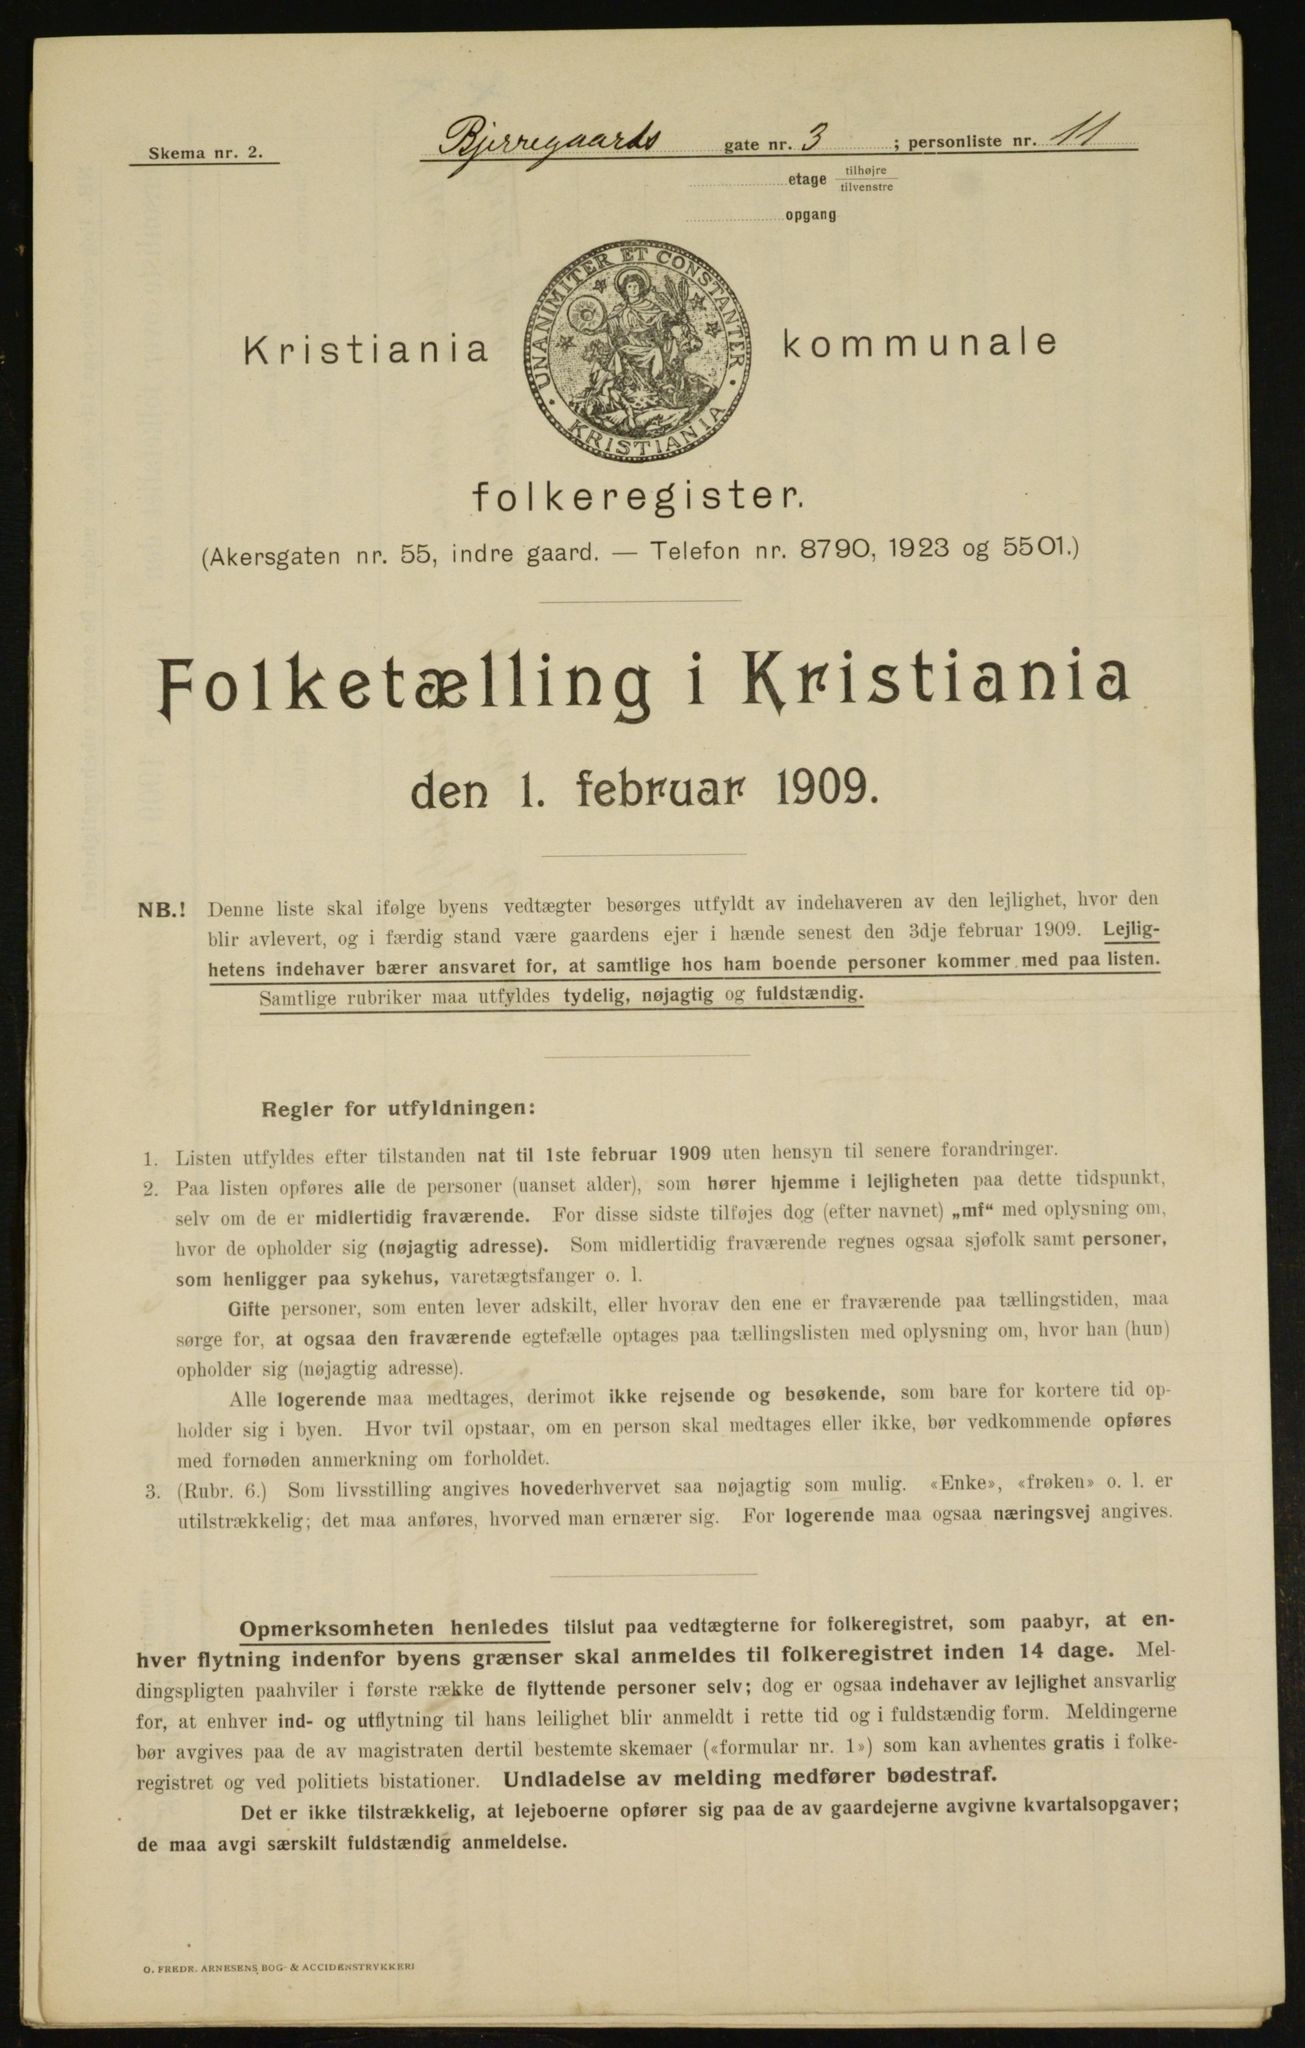 Skema nr. 2.
Bjerregaards gate nr. 3 ; personliste nr. 11
etage tilhøjre
tilvenstre
opgang
UNANIMITER ET CONSTANTER · KRISTIANIA ·
Kristiania kommunale
folkeregister.
(Akersgaten nr. 55, indre gaard. — Telefon nr. 8790, 1923 og 5501.)
Folketælling i Kristiania
den 1. februar 1909.
NB.! Denne liste skal ifølge byens vedtægter besørges utfyldt av indehaveren av den lejlighet, hvor den
blir avlevert, og i færdig stand være gaardens ejer i hænde senest den 3dje februar 1909. Lejlig-
hetens indehaver bærer ansvaret for, at samtlige hos ham boende personer kommer med paa listen.
Samtlige rubriker maa utfyldes tydelig, nøjagtig og fuldstændig.
Regler for utfyldningen:
1. Listen utfyldes efter tilstanden nat til 1ste februar 1909 uten hensyn til senere forandringer.
2. Paa listen opføres alle de personer (uanset alder), som hører hjemme i lejligheten paa dette tidspunkt,
selv om de er midlertidig fraværende. For disse sidste tilføjes dog (efter navnet) „mf“ med oplysning om,
hvor de opholder sig (nøjagtig adresse). Som midlertidig fraværende regnes ogsaa sjøfolk samt personer,
som henligger paa sykehus, varetægtsfanger o. l.
Gifte personer, som enten lever adskilt, eller hvorav den ene er fraværende paa tællingstiden, maa
sørge for, at ogsaa den fraværende egtefælle optages paa tællingslisten med oplysning om, hvor han (hun)
opholder sig (nøjagtig adresse).
Alle logerende maa medtages, derimot ikke rejsende og besøkende, som bare for kortere tid op-
holder sig i byen. Hvor tvil opstaar, om en person skal medtages eller ikke, bør vedkommende opføres
med fornøden anmerkning om forholdet.
3. (Rubr. 6.) Som livsstilling angives hovederhvervet saa nøjagtig som mulig. «Enke», «frøken» o. l. er
utilstrækkelig; det maa anføres, hvorved man ernærer sig. For logerende maa ogsaa næringsvej angives.
Opmerksomheten henledes tilslut paa vedtægterne for folkeregistret, som paabyr, at en-
hver flytning indenfor byens grænser skal anmeldes til folkeregistret inden 14 dage. Mel-
dingspligten paahviler i første række de flyttende personer selv; dog er ogsaa indehaver av lejlighet ansvarlig
for, at enhver ind- og utflytning til hans leilighet blir anmeldt i rette tid og i fuldstændig form. Meldingerne
bør avgives paa de av magistraten dertil bestemte skemaer («formular nr. 1») som kan avhentes gratis i folke-
registret og ved politiets bistationer. Undladelse av melding medfører bødestraf.
Det er ikke tilstrækkelig, at lejeboerne opfører sig paa de av gaardejerne avgivne kvartalsopgaver;
de maa avgi særskilt fuldstændig anmeldelse.
O. FREDR. ARNESENS BOG- & ACCIDENSTRYKKERI